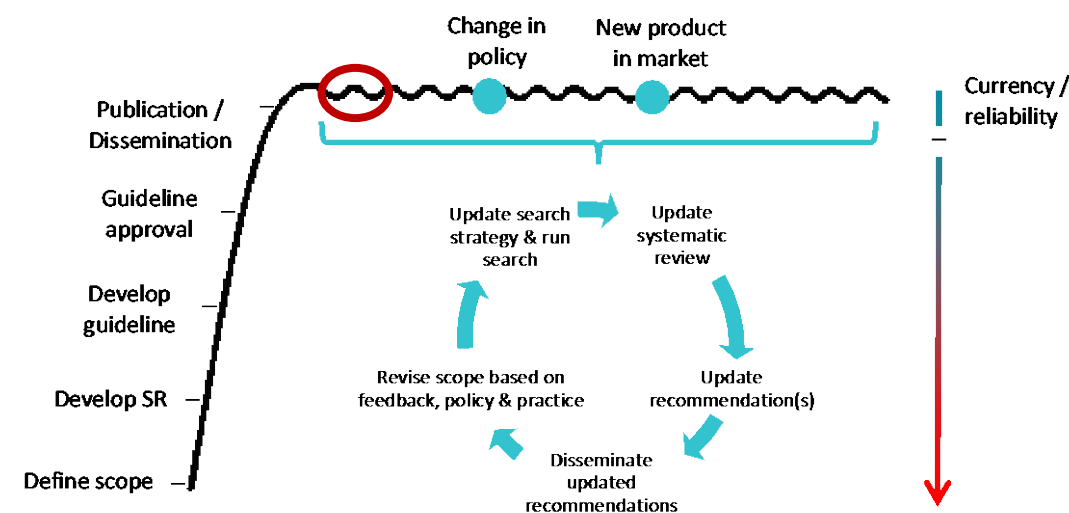 Change in
policy
New product
in market
Currency /
reliability
Publication /
Dissemination
Guideline
approval
Develop
guideline
Develop SR
Define scope
Update search
strategy & run
search
Update
systematic
review
Update
recommendation(s)
Disseminate
updated
recommendations
Revise scope based on
feedback, policy & practice